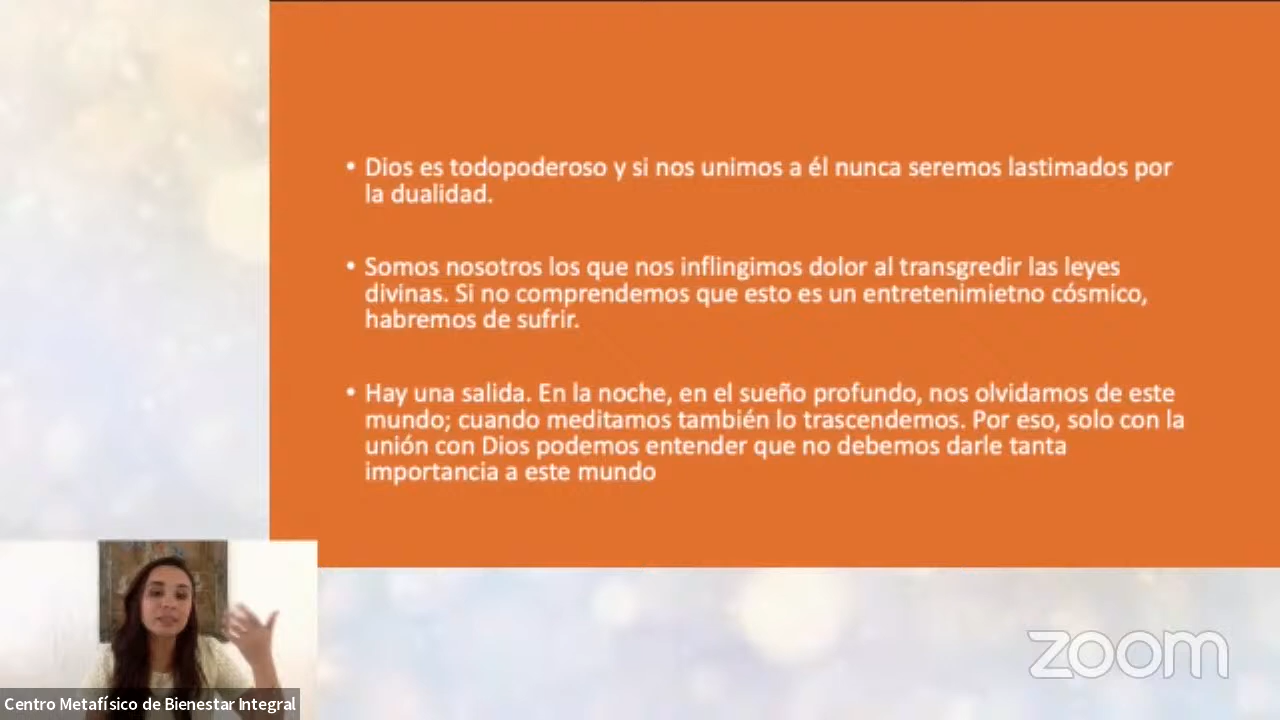 • Dios es todopoderoso y si nos unimos a él nunca seremos lastimados por
la dualidad.
• Somos nosotros los que nos inflingimos dolor al transgredir las leyes
divinas. Si no comprendemos que esto es un entretenimietno cósmico,
habremos de sufrir.
• Hay una salida. En la noche, en el sueño profundo, nos olvidamos de este
mundo; cuando meditamos también lo trascendemos. Por eso, solo con la
unión con Dios podemos entender que no debemos darle tanta
importancia a este mundo
zoom
Centro Metafísico de Bienestar Integral